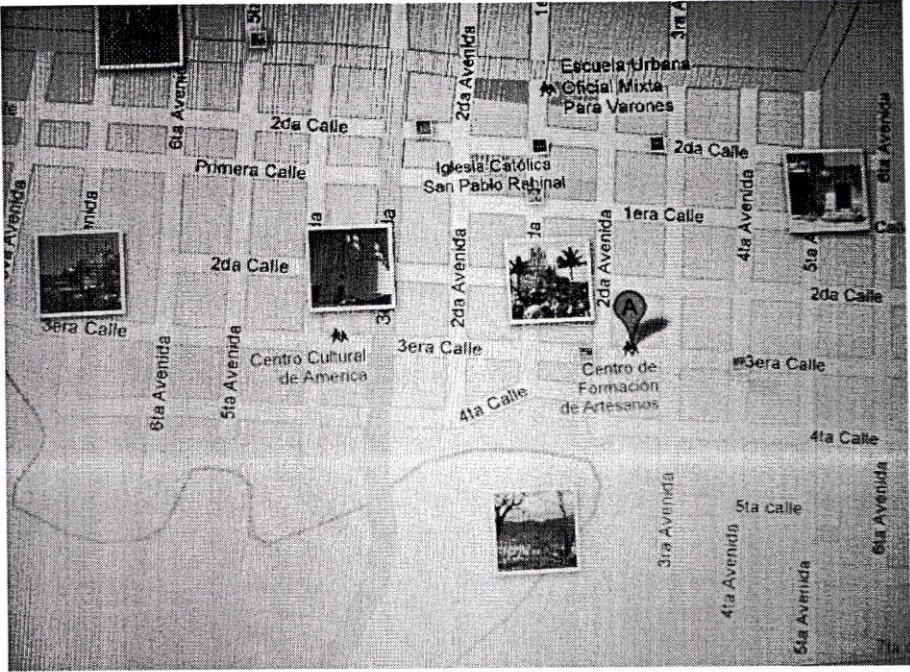 6ta Avenida
2da Avenida
3ra A
Escuela Urbana
Oficial Mixta
Para Varones
2da Calle
Primera Calle
Iglesia Católica
San Pablo Rabinal
2da Calle
6ta Avenida
1era Calle
4ta Avenida
5ta A
2da Calle
2da Avenida
2da Avenida
A
2da Calle
3era Calle
Centro Cultural
de America
3era Calle
Centro de
Formación
de Artesanos
3era Calle
6ta Avenida
5ta Avenida
4ta Calle
4ta Calle
3ra Avenida
5ta calle
4ta Avenida
5ta Avenida
6ta Avenida